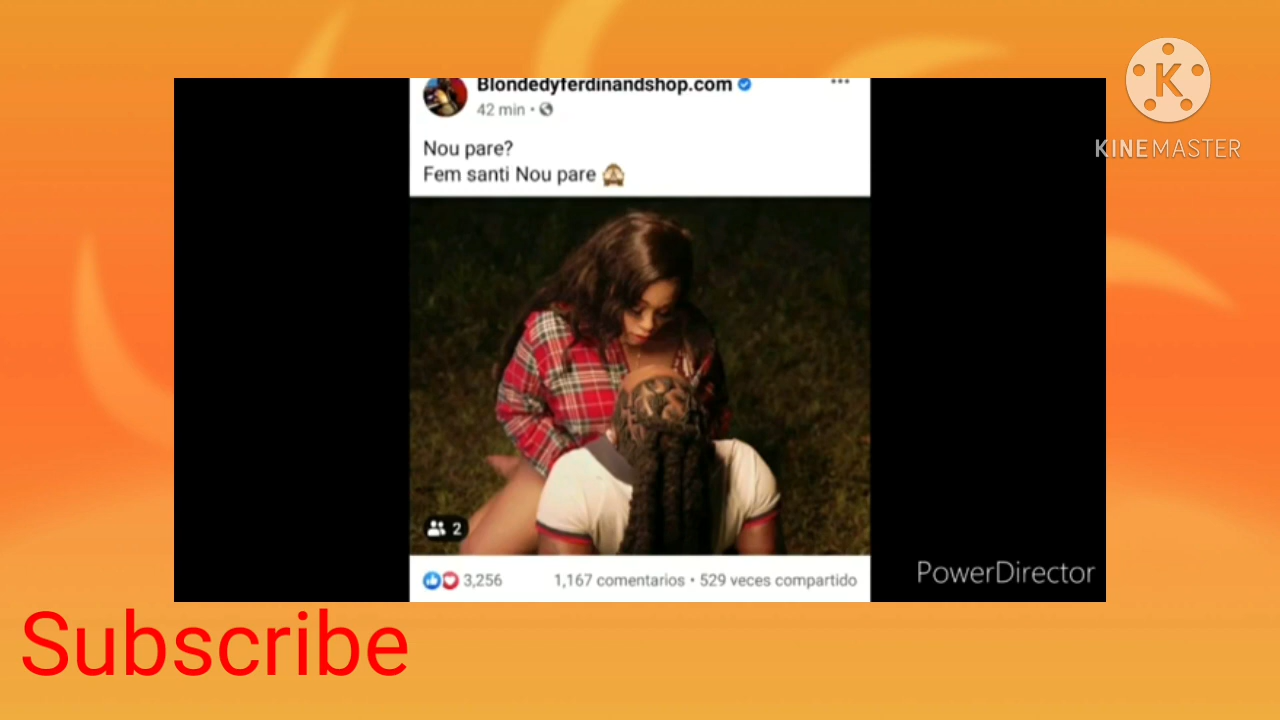 Blondedyferdinandshop.com
42 min •
Nou pare?
Fem santi Nou pare 🙈
2
3,256
1,167 comentarios • 529 veces compartido
K
KINEMASTER
PowerDirector
Subscribe